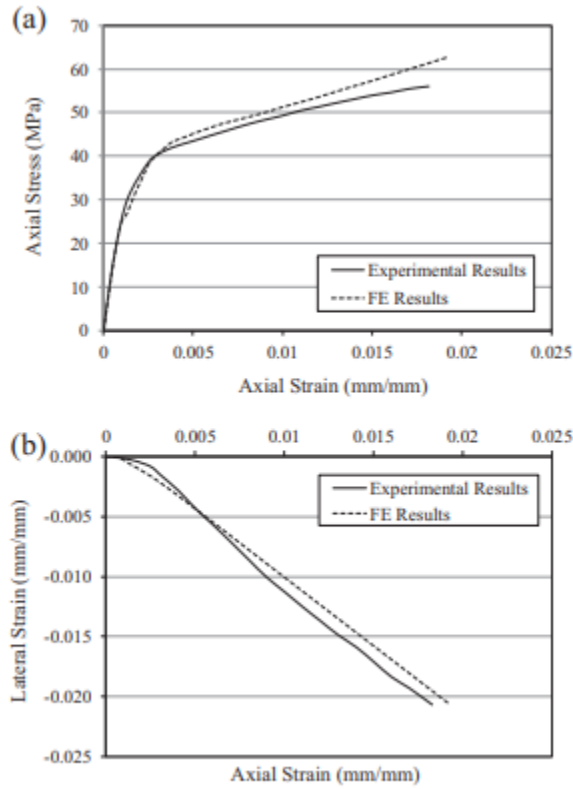 (a)
70
60
50
40
30
20
10
0
Axial Stress (MPa)
Experimental Results
FE Results
0 0.005 0.01 0.015 0.02 0.025
Axial Strain (mm/mm)
(b)
0 0.005 0.01 0.015 0.02 0.025
0.000
-0.005
-0.010
-0.015
-0.020
-0.025
Lateral Strain (mm/mm)
Experimental Results
FE Results
Axial Strain (mm/mm)